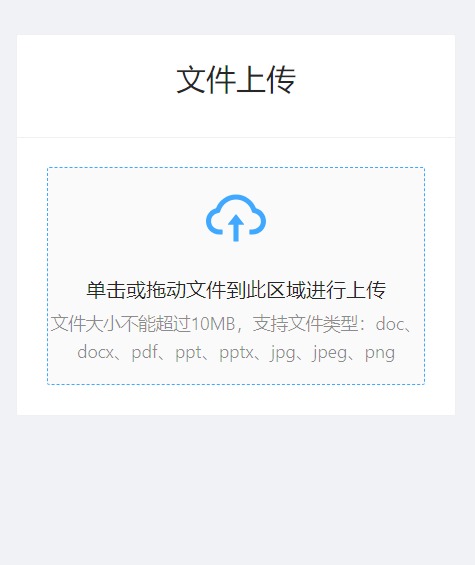 文件上传
单击或拖动文件到此区域进行上传
文件大小不能超过10MB，支持文件类型：doc、
docx、pdf、ppt、pptx、jpg、jpeg、png